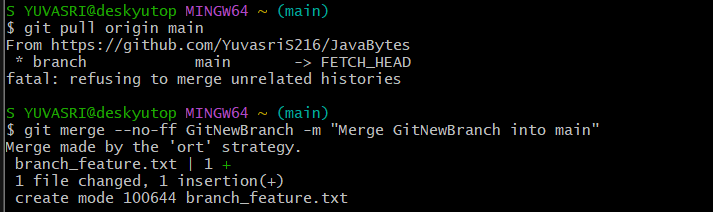 S YUVASRI@deskyutop MINGW64 ~ (main)
$ git pull origin main
From https://github.com/YuvasriS216/JavaBytes
 * branch            main       -> FETCH_HEAD
fatal: refusing to merge unrelated histories
S YUVASRI@deskyutop MINGW64 ~ (main)
$ git merge --no-ff GitNewBranch -m "Merge GitNewBranch into main"
Merge made by the 'ort' strategy.
 branch_feature.txt | 1 +
 1 file changed, 1 insertion(+)
 create mode 100644 branch_feature.txt